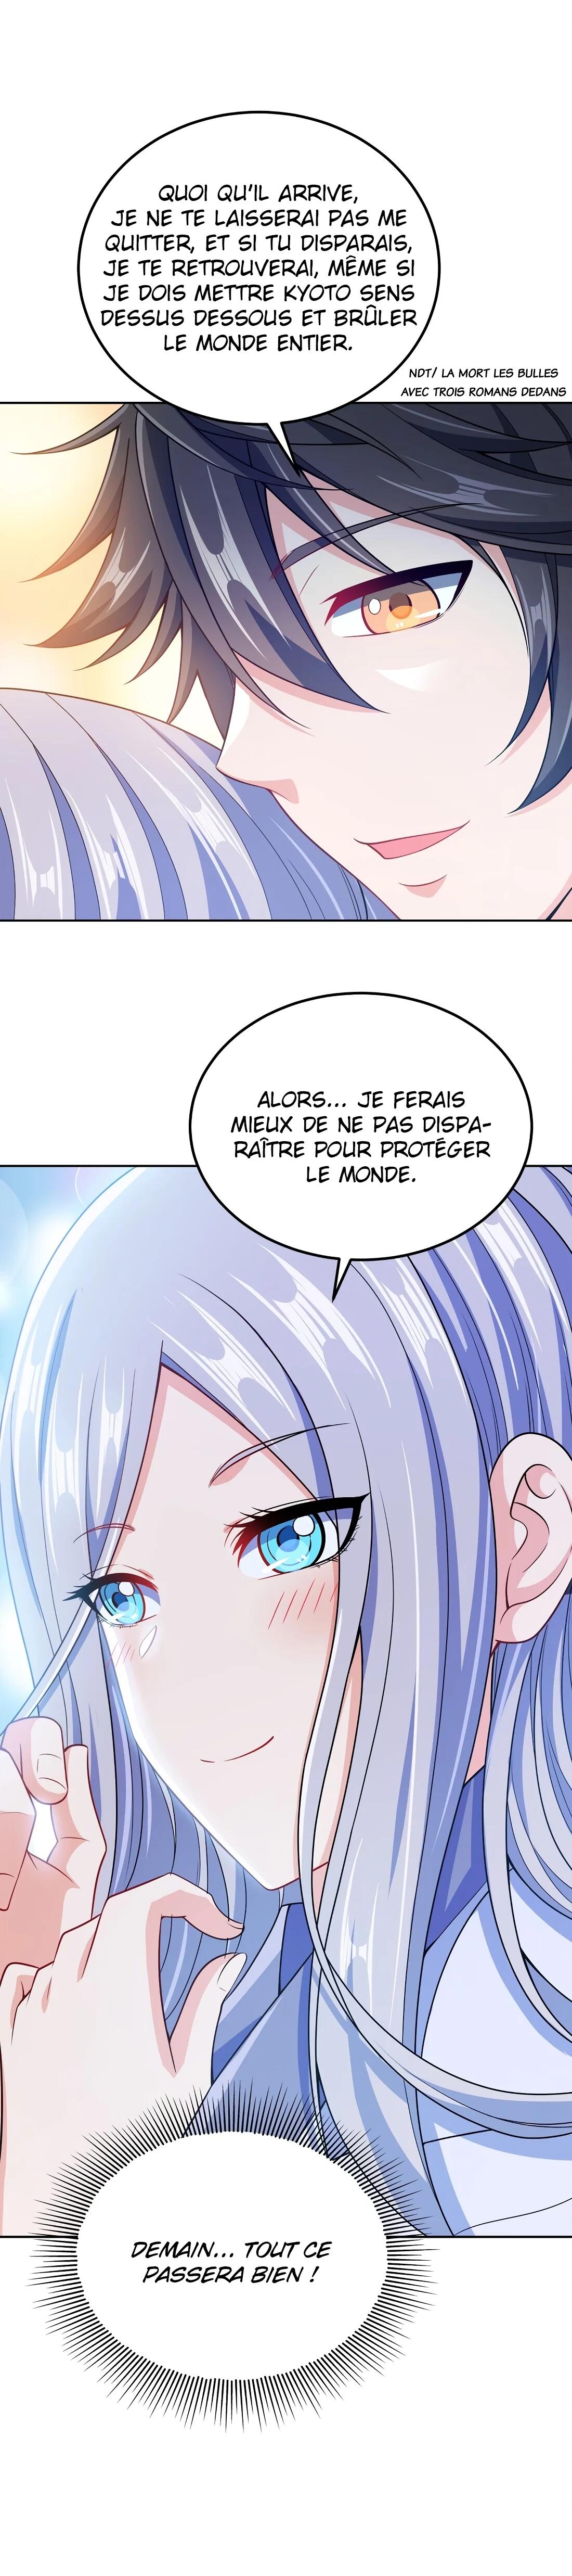 QUOI QU'IL ARRIVE,
JE NE TE LAISSERAI PAS ME
QUITTER, ET SI TU DISPARAIS,
JE TE RETROUVERAI, MÊME SI
JE DOIS METTRE KYOTO SENS
DESSUS DESSOUS ET BRÛLER
LE MONDE ENTIER.
NDT/ LA MORT LES BULLES
AVEC TROIS ROMANS DEDANS
ALORS... JE FERAIS
MIEUX DE NE PAS DISPA-
RAÎTRE POUR PROTÉGER
LE MONDE.
DEMAIN... TOUT CE
PASSERA BIEN !